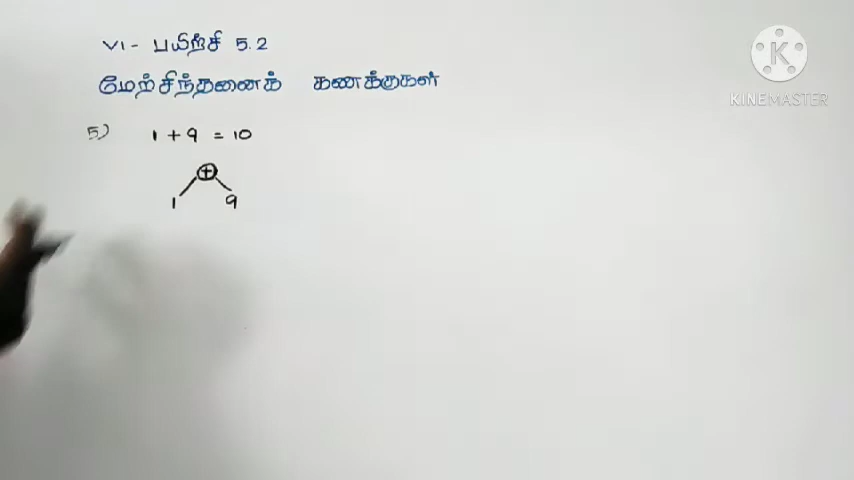 VI - பயிற்சி 5.2
மேற்சிந்தனைக் கணக்குகள்
5) 1 + 9 = 10
+
1 9
K
KINEMASTER